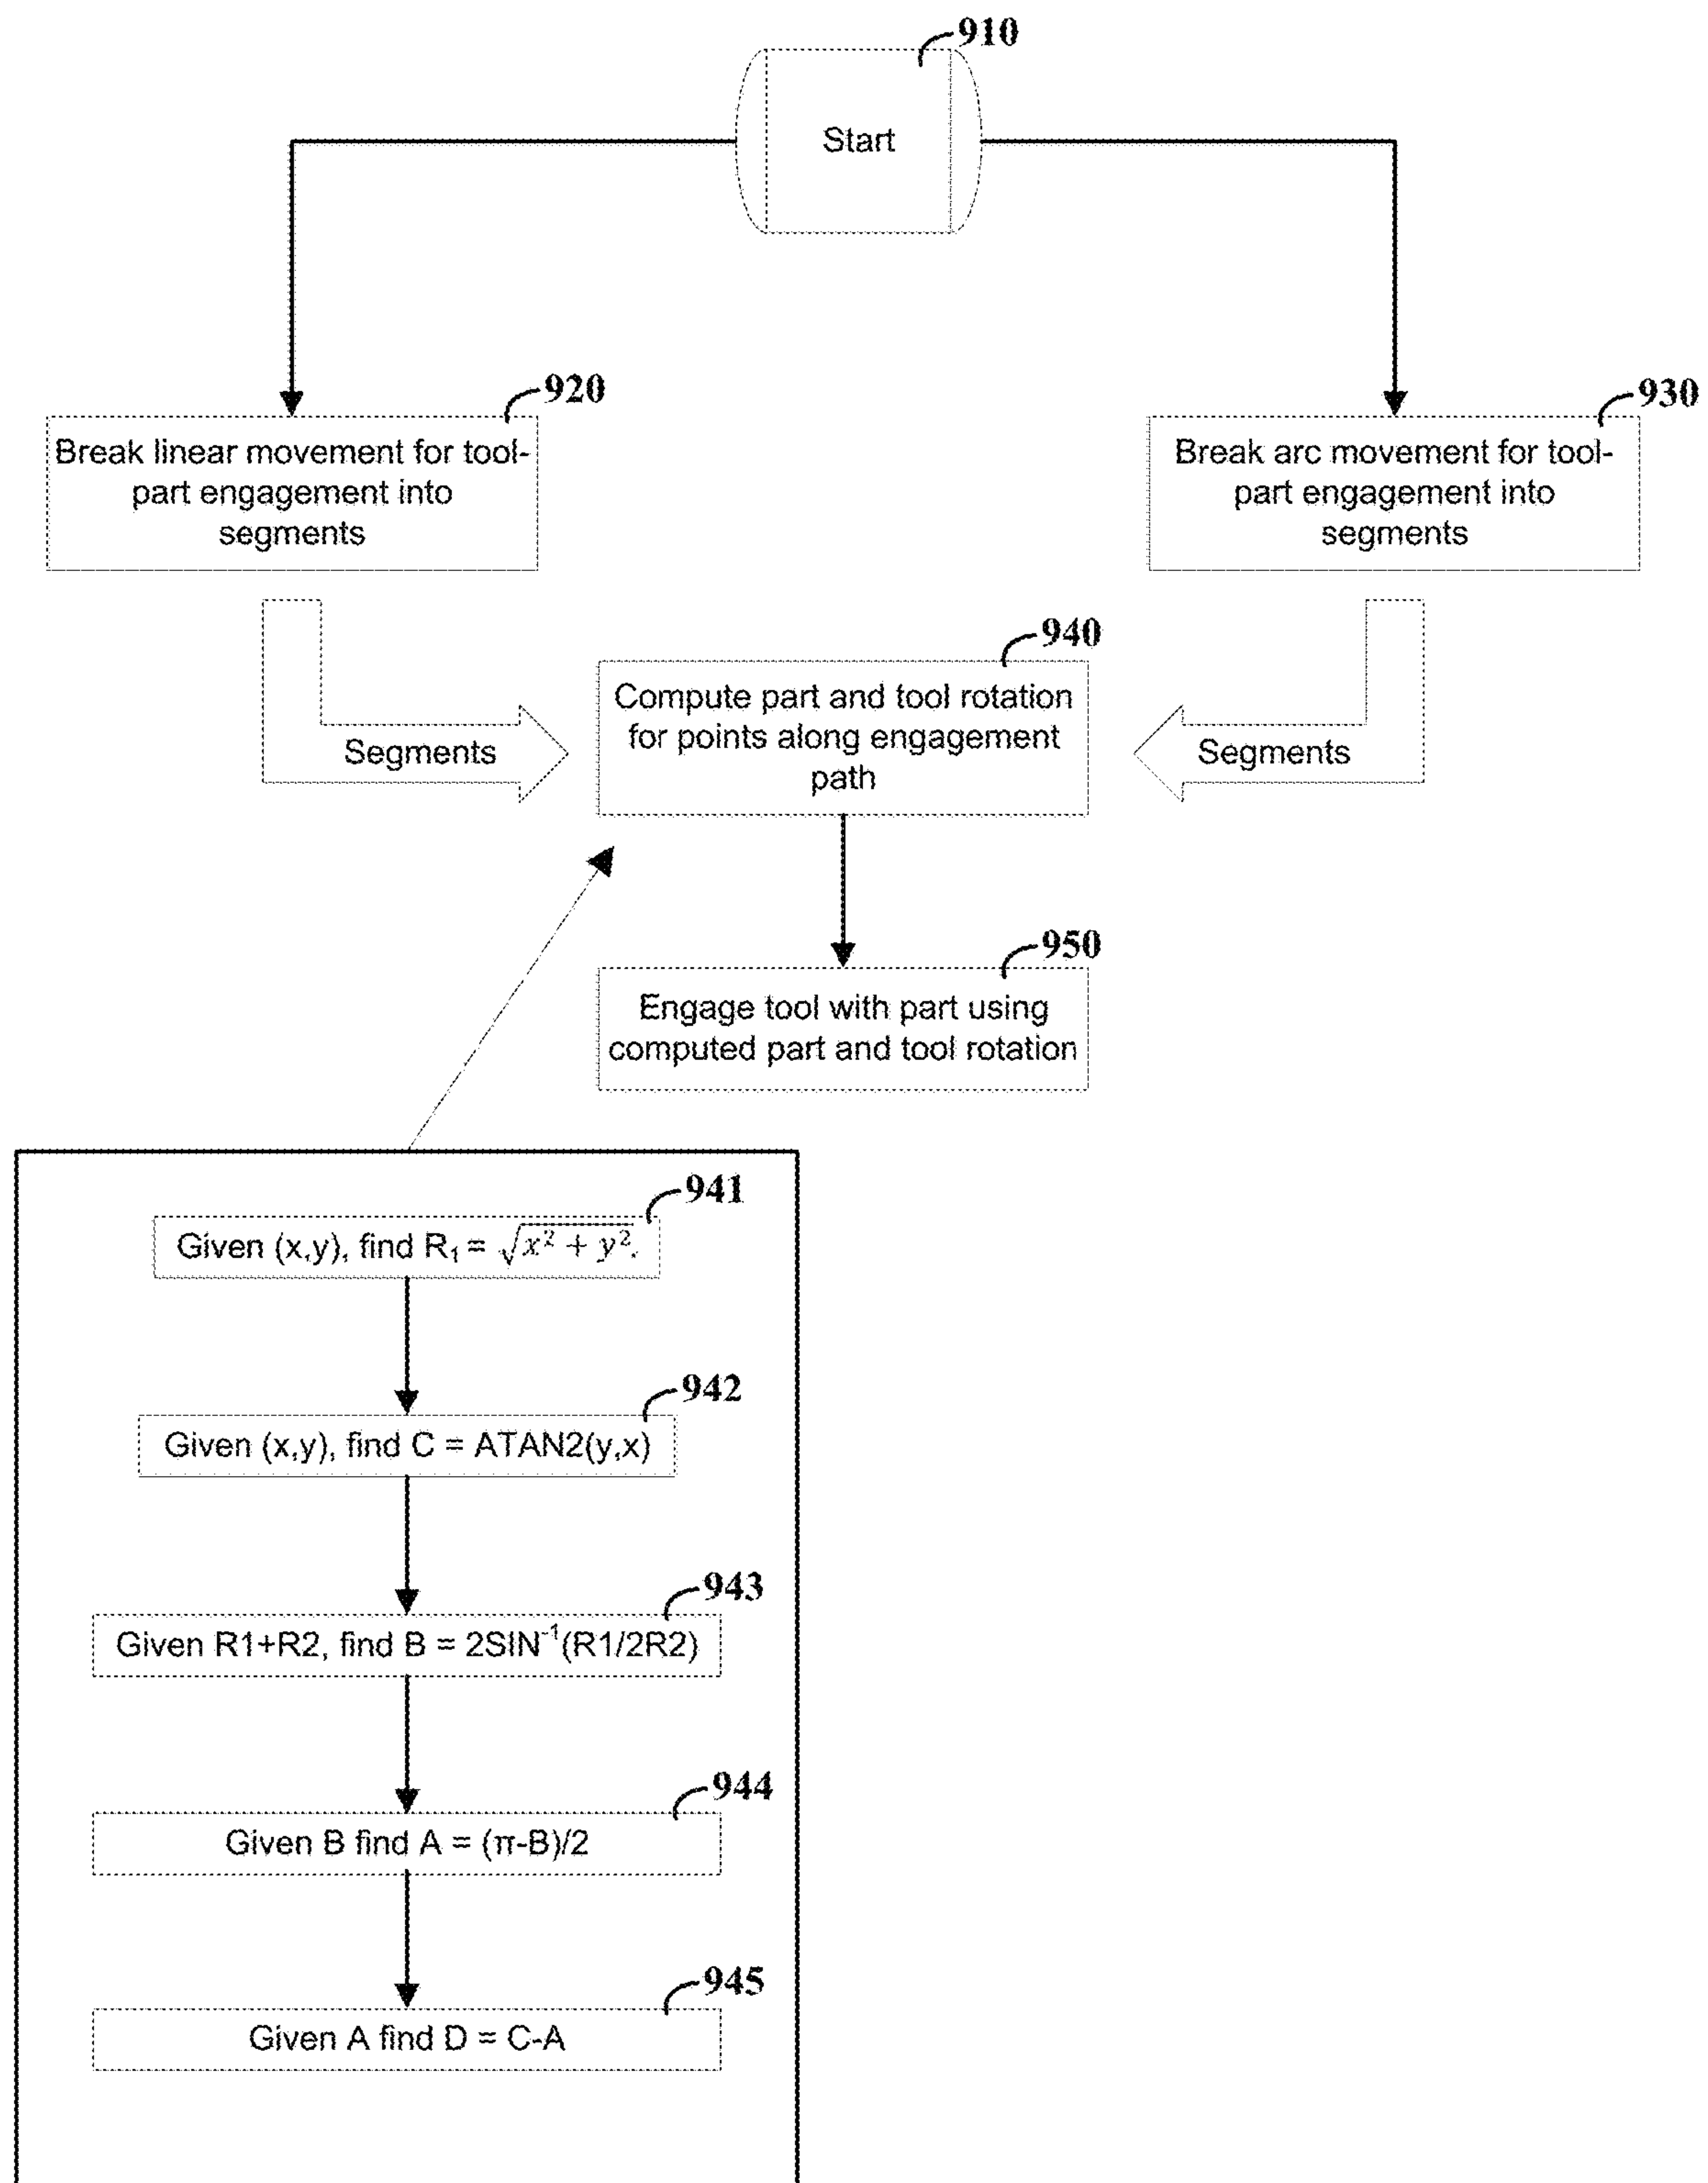 910
Start
920
Break linear movement for tool-
part engagement into
segments
930
Break arc movement for tool-
part engagement into
segments
940
Compute part and tool rotation
for points along engagement
path
Segments
Segments
950
Engage tool with part using
computed part and tool rotation
941
Given (x,y), find R₁ = √x² + y².
942
Given (x,y), find C = ATAN2(y,x)
943
Given R1+R2, find B = 2SIN⁻¹(R1/2R2)
944
Given B find A = (π-B)/2
945
Given A find D = C-A